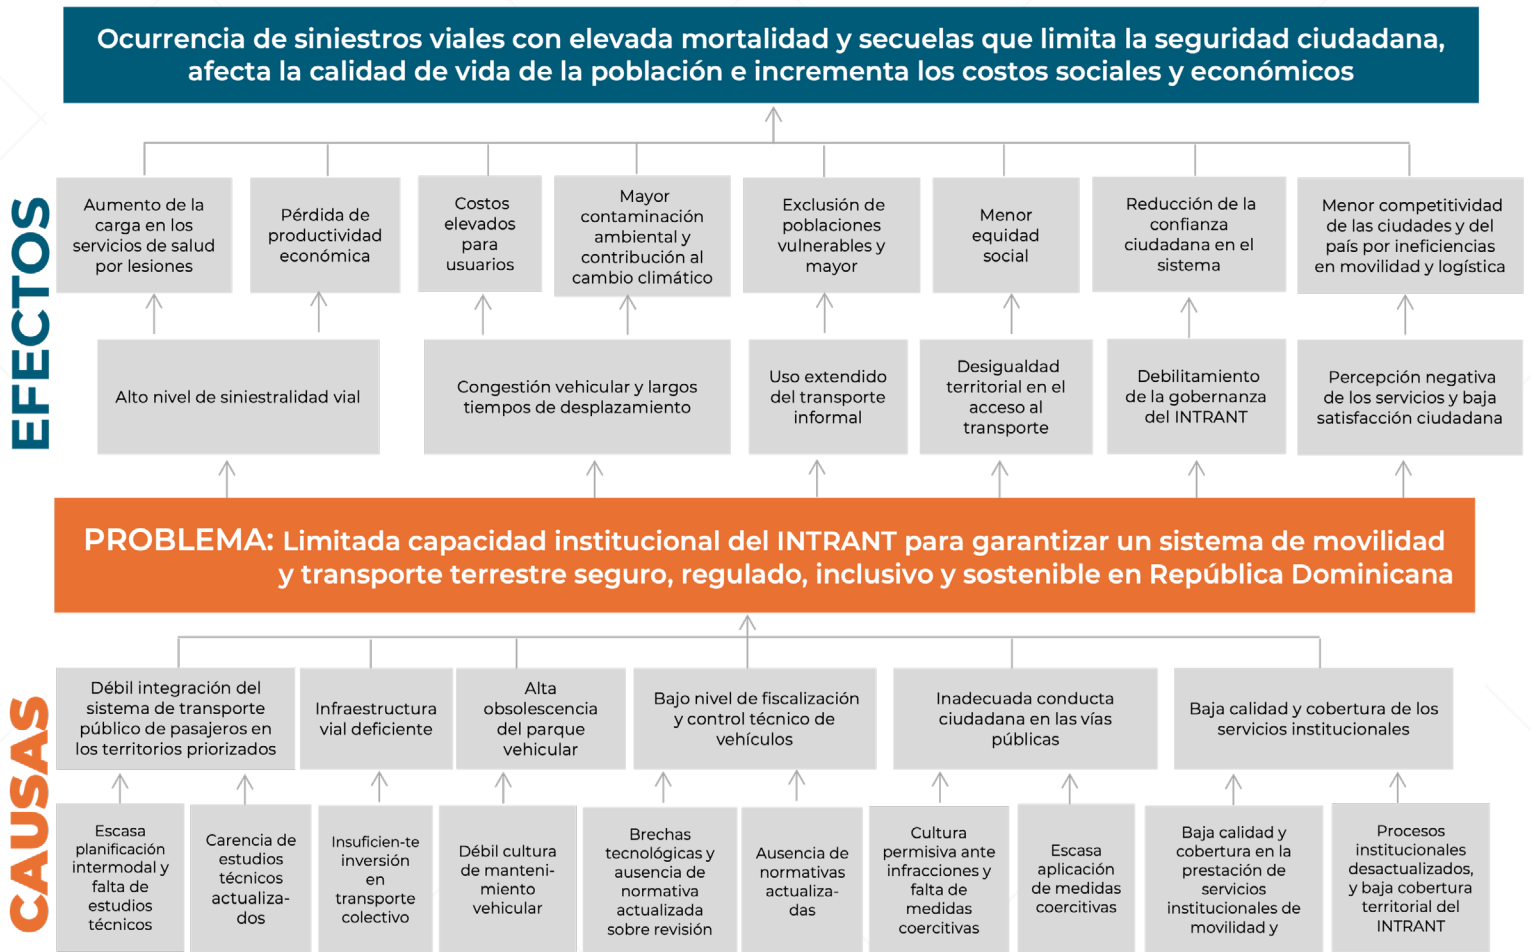 Ocurrencia de siniestros viales con elevada mortalidad y secuelas que limita la seguridad ciudadana,
afecta la calidad de vida de la población e incrementa los costos sociales y económicos
EFECTOS
Aumento de la
carga en los
servicios de salud
por lesiones
Pérdida de
productividad
económica
Costos
elevados
para
usuarios
Mayor
contaminación
ambiental y
contribución al
cambio climático
Exclusión de
poblaciones
vulnerables y
mayor
Menor
equidad
social
Reducción de la
confianza
ciudadana en el
sistema
Menor competitividad
de las ciudades y del
país por ineficiencias
en movilidad y logística
Alto nivel de siniestralidad vial
Congestión vehicular y largos
tiempos de desplazamiento
Uso extendido
del transporte
informal
Desigualdad
territorial en el
acceso al
transporte
Debilitamiento
de la gobernanza
del INTRANT
Percepción negativa
de los servicios y baja
satisfacción ciudadana
PROBLEMA: Limitada capacidad institucional del INTRANT para garantizar un sistema de movilidad
y transporte terrestre seguro, regulado, inclusivo y sostenible en República Dominicana
CAUSAS
Débil integración del
sistema de transporte
público de pasajeros en
los territorios priorizados
Infraestructura
vial deficiente
Alta
obsolescencia
del parque
vehicular
Bajo nivel de fiscalización
y control técnico de
vehículos
Inadecuada conducta
ciudadana en las vías
públicas
Baja calidad y cobertura de los
servicios institucionales
Escasa
planificación
intermodal y
falta de
estudios
técnicos
Carencia de
estudios
técnicos
actualiza-
dos
Insuficien-te
inversión
en
transporte
colectivo
Débil cultura
de manteni-
miento
vehicular
Brechas
tecnológicas y
ausencia de
normativa
actualizada
sobre revisión
Ausencia de
normativas
actualiza-
das
Cultura
permisiva ante
infracciones y
falta de
medidas
coercitivas
Escasa
aplicación
de medidas
coercitivas
Baja calidad y
cobertura en la
prestación de
servicios
institucionales de
movilidad y
Procesos
institucionales
desactualizados,
y baja cobertura
territorial del
INTRANT